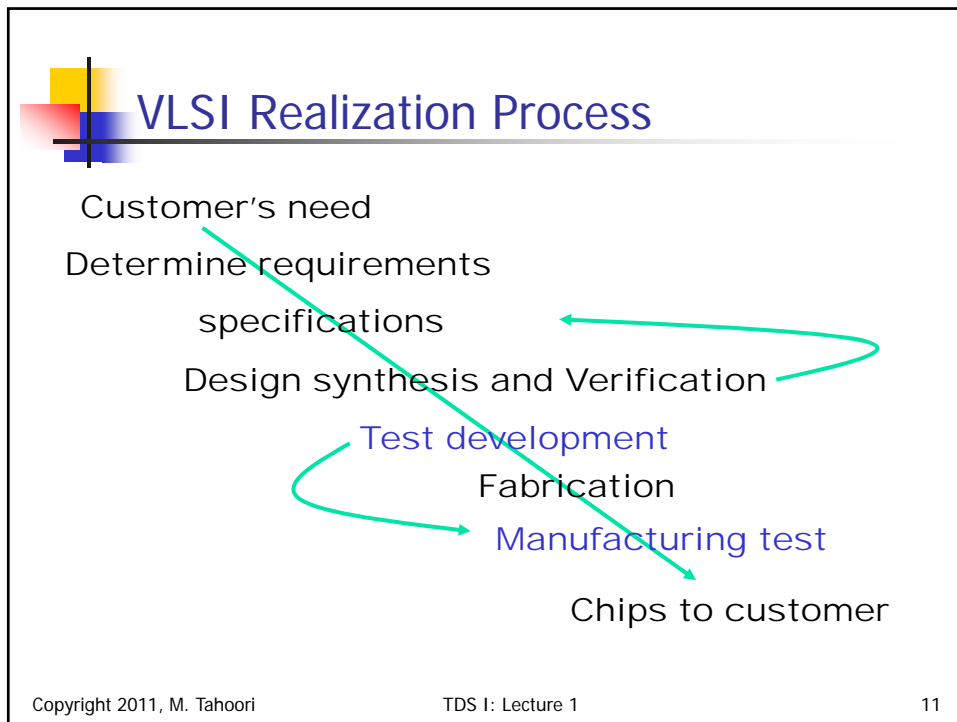 VLSI Realization Process
Customer's need
Determine requirements
specifications
Design synthesis and Verification
Test development
Fabrication
Manufacturing test
Chips to customer
Copyright 2011, M. Tahoori TDS I: Lecture 1 11